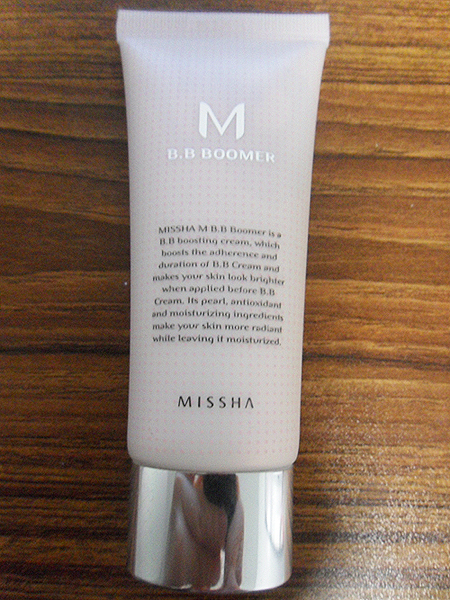 M
B.B BOOMER
MISSHA M B.B Boomer is a
B.B boosting cream, which
boosts the adherence and
duration of B.B Cream and
makes your skin look brighter
when applied before B.B
Cream. Its pearl, antioxidant
and moisturizing ingredients
make your skin more radiant
while leaving it moisturized.
MISSHA